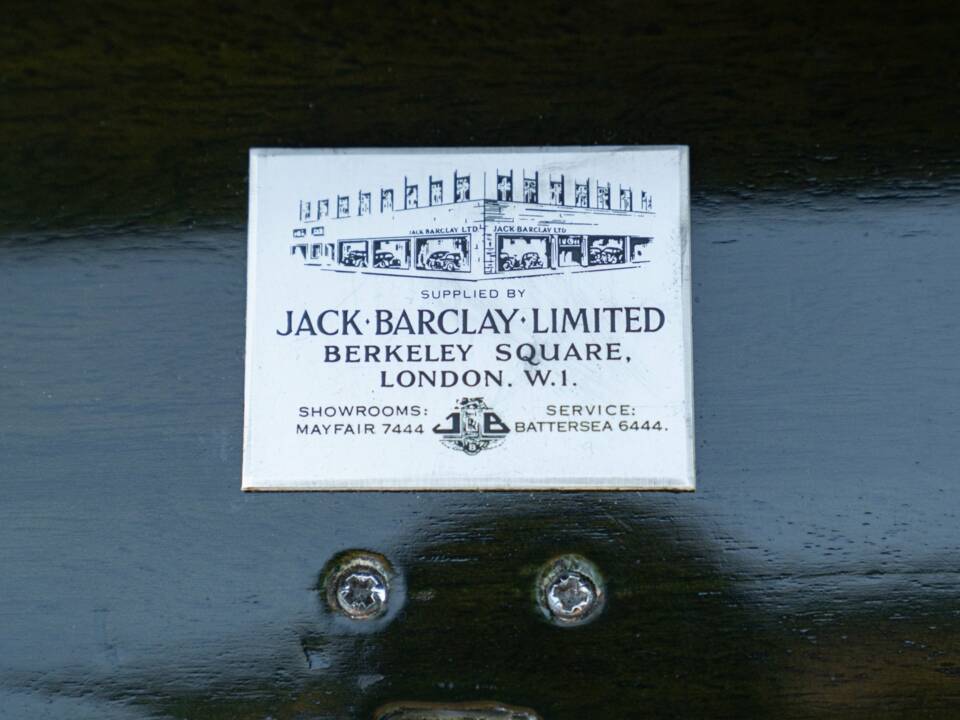 JACK BARCLAY LTD. JACK BARCLAY LTD
SUPPLIED BY
JACK·BARCLAY·LIMITED
BERKELEY SQUARE,
LONDON. W.1.
SHOWROOMS: SERVICE:
MAYFAIR 7444 JB BATTERSEA 6444.